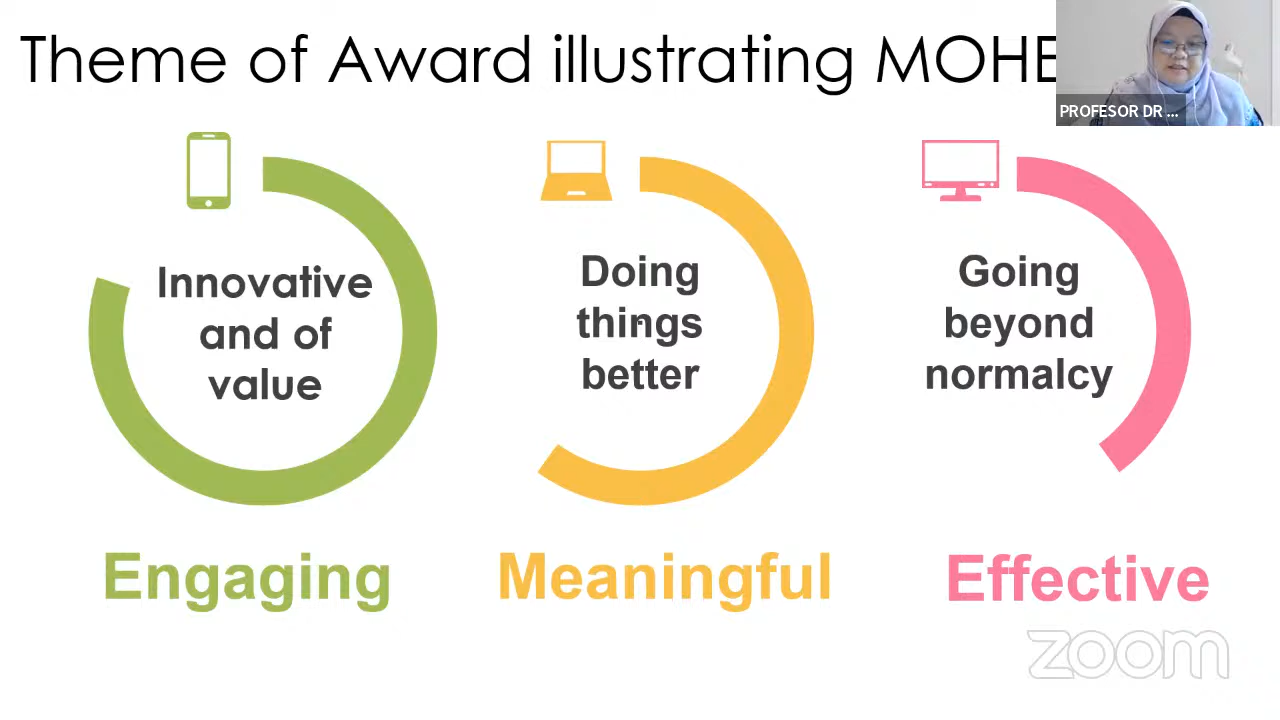 Theme of Award illustrating MOHE
PROFESOR DR ...
Innovative
and of
value
Doing
things
better
Going
beyond
normalcy
Engaging
Meaningful
Effective
zoom